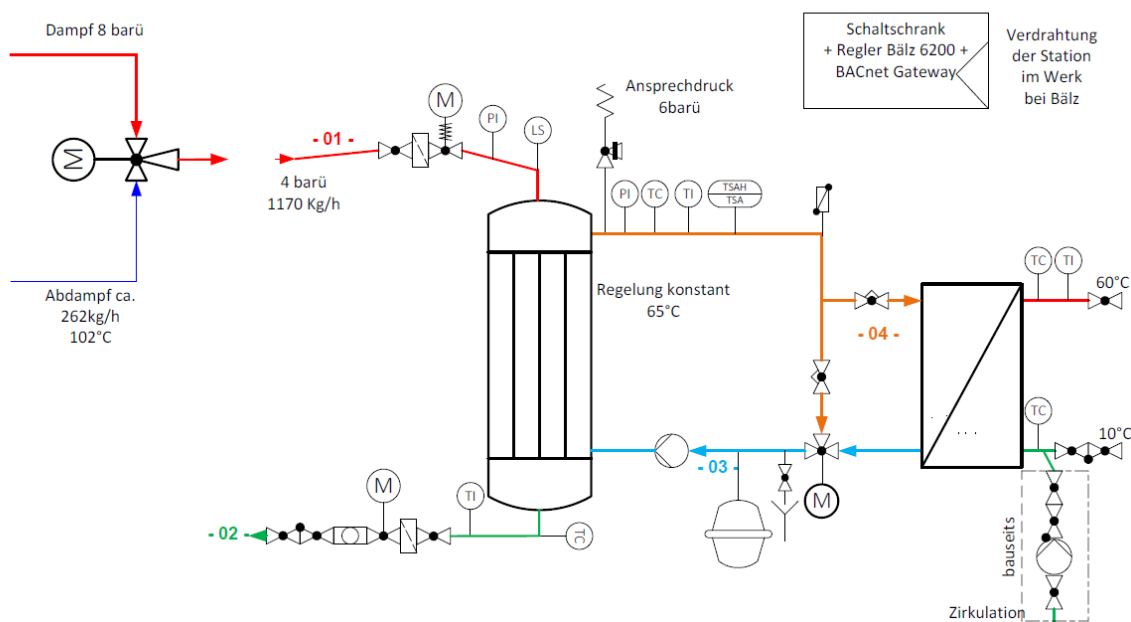 Dampf 8 barü
Schaltschrank
+ Regler Bälz 6200 +
BACnet Gateway
Verdrahtung
der Station
im Werk
bei Bälz
Ansprechdruck
6barü
M
M
PI
LS
- 01 -
4 barü
1170 Kg/h
PI
TC
TI
TSAH
TSA
TC
TI
60°C
Regelung konstant
65°C
Abdampf ca.
262kg/h
102°C
- 04 -
TC
10°C
- 03 -
M
M
TI
- 02 -
TC
bauseits
Zirkulation